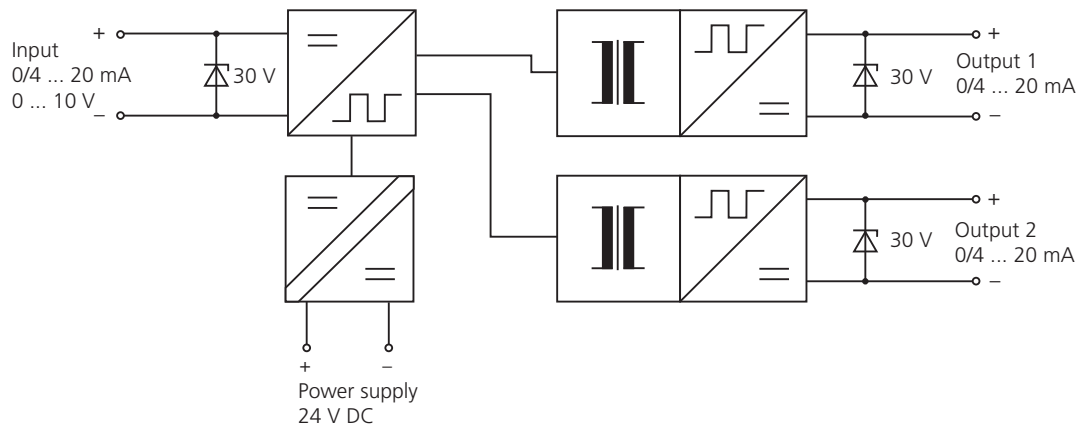 Input
0/4 ... 20 mA
0 ... 10 V
+
–
30 V
30 V
+
–
Output 1
0/4 ... 20 mA
30 V
+
–
Output 2
0/4 ... 20 mA
+ –
Power supply
24 V DC